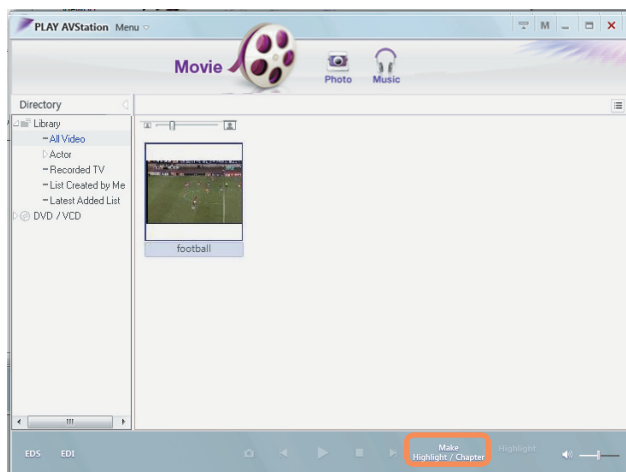 PLAY AVStation Menu
M
Movie
Photo
Music
Directory
Library
All Video
Actor
Recorded TV
List Created by Me
Latest Added List
DVD / VCD
football
EDS EDI
Make
Highlight / Chapter
Highlight